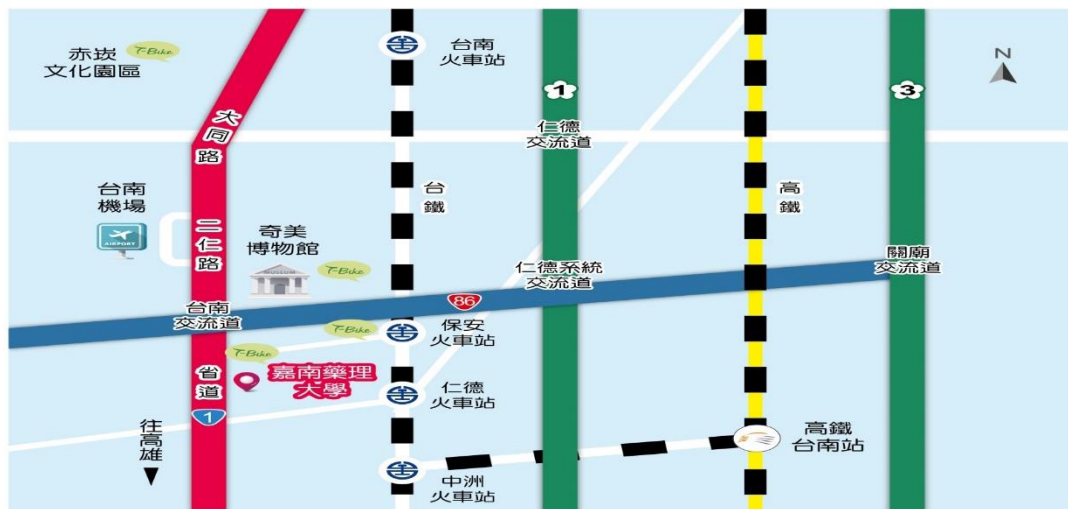 赤崁
文化園區
T-Bike
台南
火車站
N
1
3
大同路
仁德
交流道
台鐵
高鐵
台南
機場
AIRPORT
二仁路
奇美
博物館
MUSEUM
T-Bike
仁德系統
交流道
關廟
交流道
86
台南
交流道
T-Bike
保安
火車站
T-Bike
省道
1
嘉南藥理
大學
仁德
火車站
往高雄
高鐵
台南站
中洲
火車站